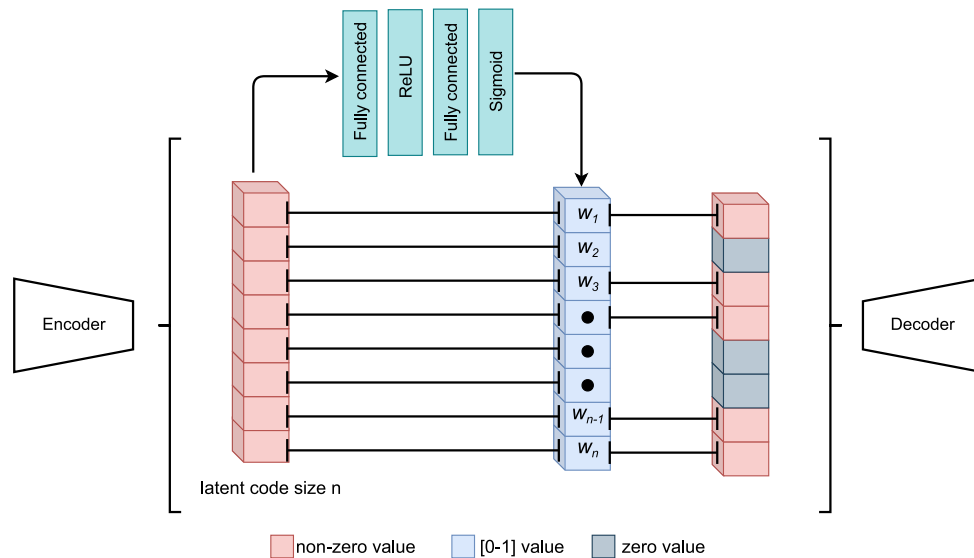 Fully connected
ReLU
Fully connected
Sigmoid
w1
w2
w3
wn-1
wn
Encoder
Decoder
latent code size n
non-zero value
[0-1] value
zero value